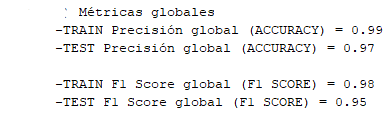 Métricas globales
-TRAIN Precisión global (ACCURACY) = 0.99
-TEST Precisión global (ACCURACY) = 0.97
-TRAIN F1 Score global (F1 SCORE) = 0.98
-TEST F1 Score global (F1 SCORE) = 0.95